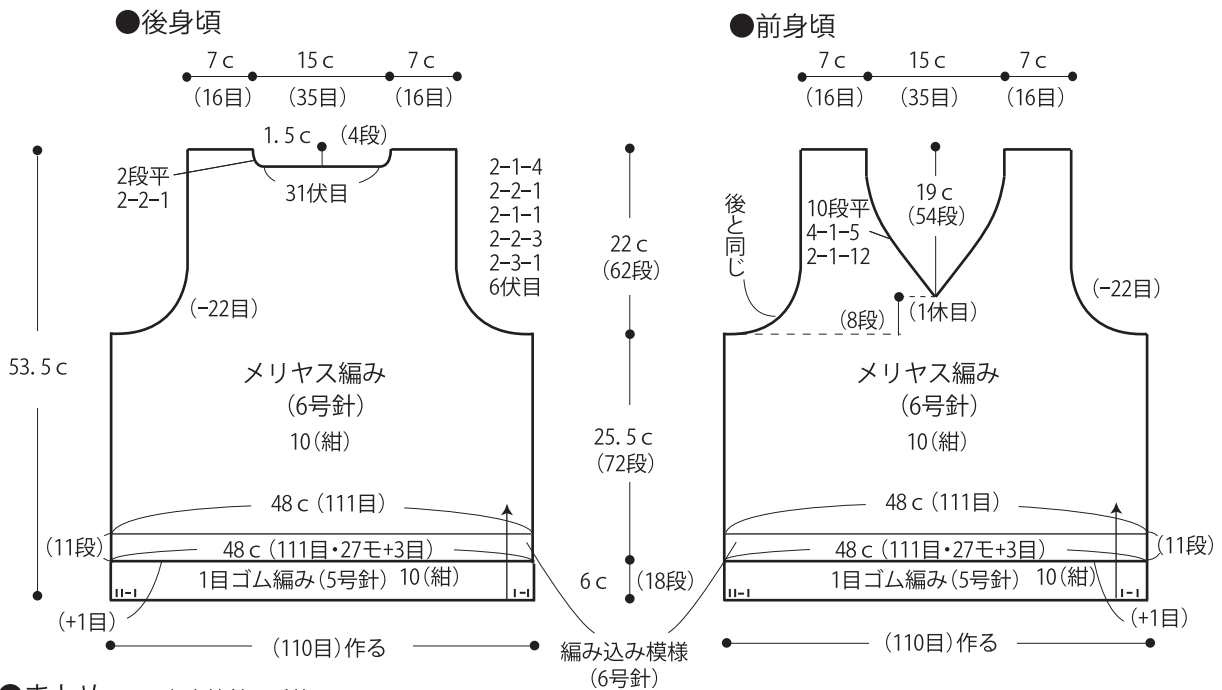 ●後身頃
7c 15c 7c
(16目) (35目) (16目)
1.5c (4段)
2段平
2-2-1
31伏目
2-1-4
2-2-1
2-1-1
2-2-3
2-3-1
6伏目
(-22目)
53.5c
メリヤス編み
(6号針)
10(紺)
48c(111目)
(11段)
48c(111目・27モ+3目)
1目ゴム編み(5号針) 10(紺)
(+1目)
(110目)作る
22c
(62段)
25.5c
(72段)
6c (18段)
編み込み模様
(6号針)
●前身頃
7c 15c 7c
(16目) (35目) (16目)
19c
(54段)
後と同じ
10段平
4-1-5
2-1-12
(8段)
(1休目)
(-22目)
メリヤス編み
(6号針)
10(紺)
48c(111目)
(11段)
48c(111目・27モ+3目)
1目ゴム編み(5号針) 10(紺)
(+1目)
(110目)作る